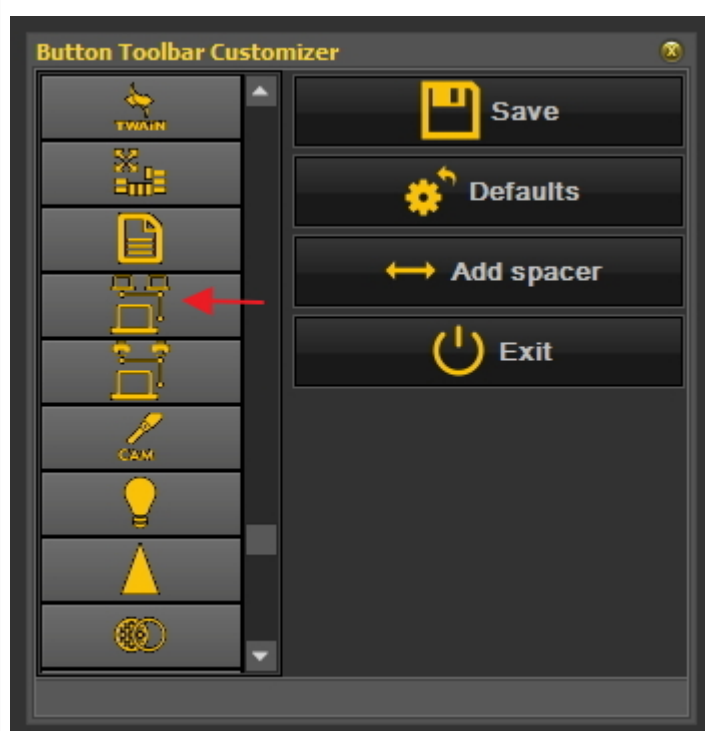 Button Toolbar Customizer
TWAIN
Save
Defaults
Add spacer
Exit
CAM